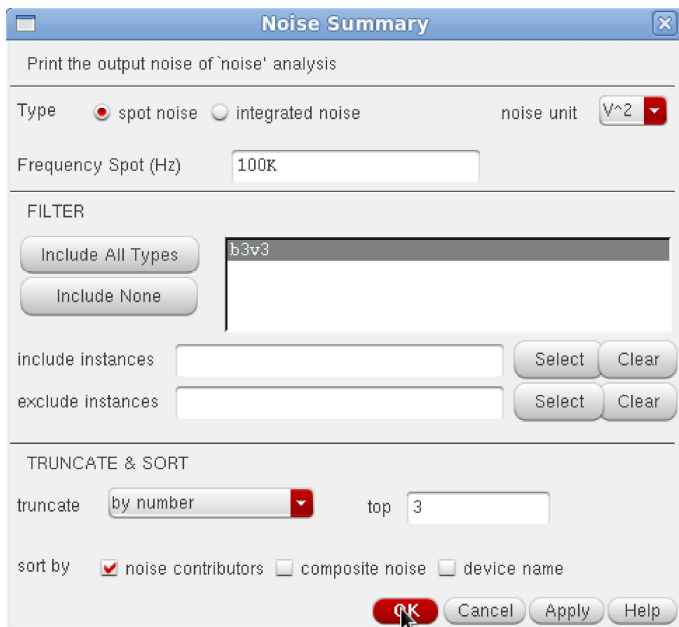 Noise Summary
Print the output noise of `noise' analysis
Type spot noise integrated noise noise unit V^2
Frequency Spot (Hz) 100K
FILTER
Include All Types b3v3
Include None
include instances Select Clear
exclude instances Select Clear
TRUNCATE & SORT
truncate by number top 3
sort by noise contributors composite noise device name
OK Cancel Apply Help